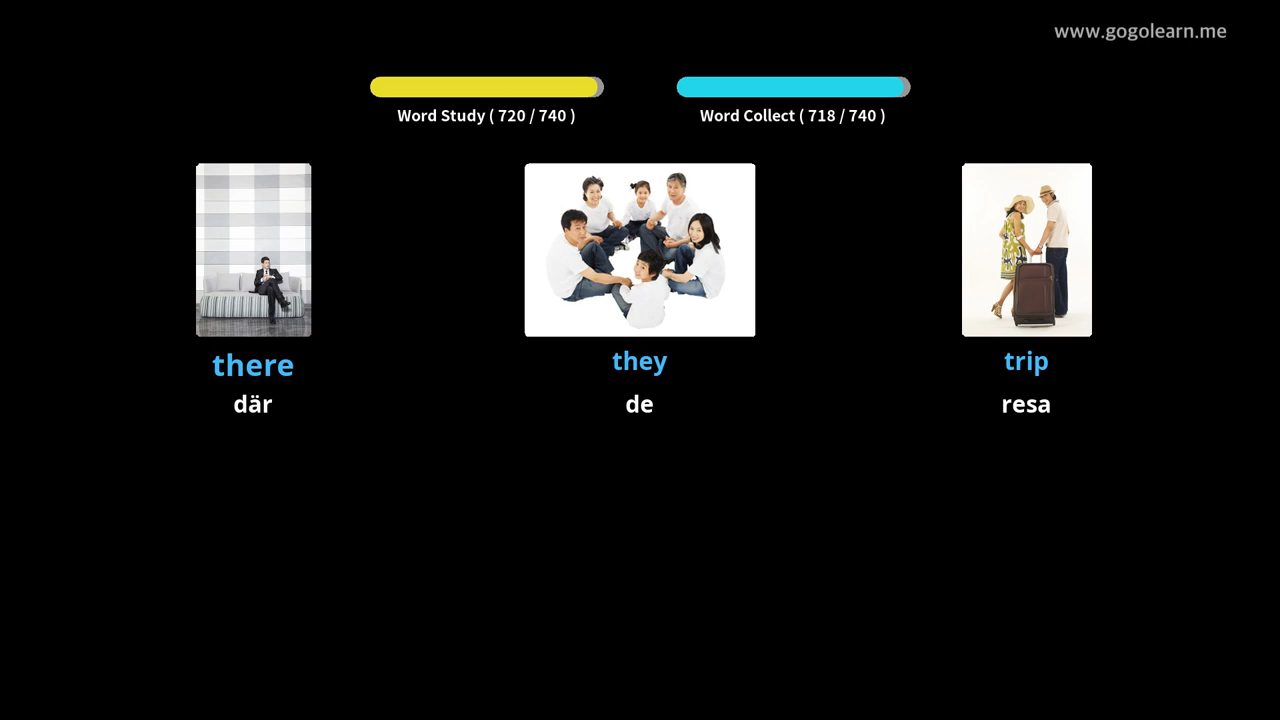 www.gogolearn.me
Word Study ( 720 / 740 )
Word Collect ( 718 / 740 )
there
they
trip
där
de
resa